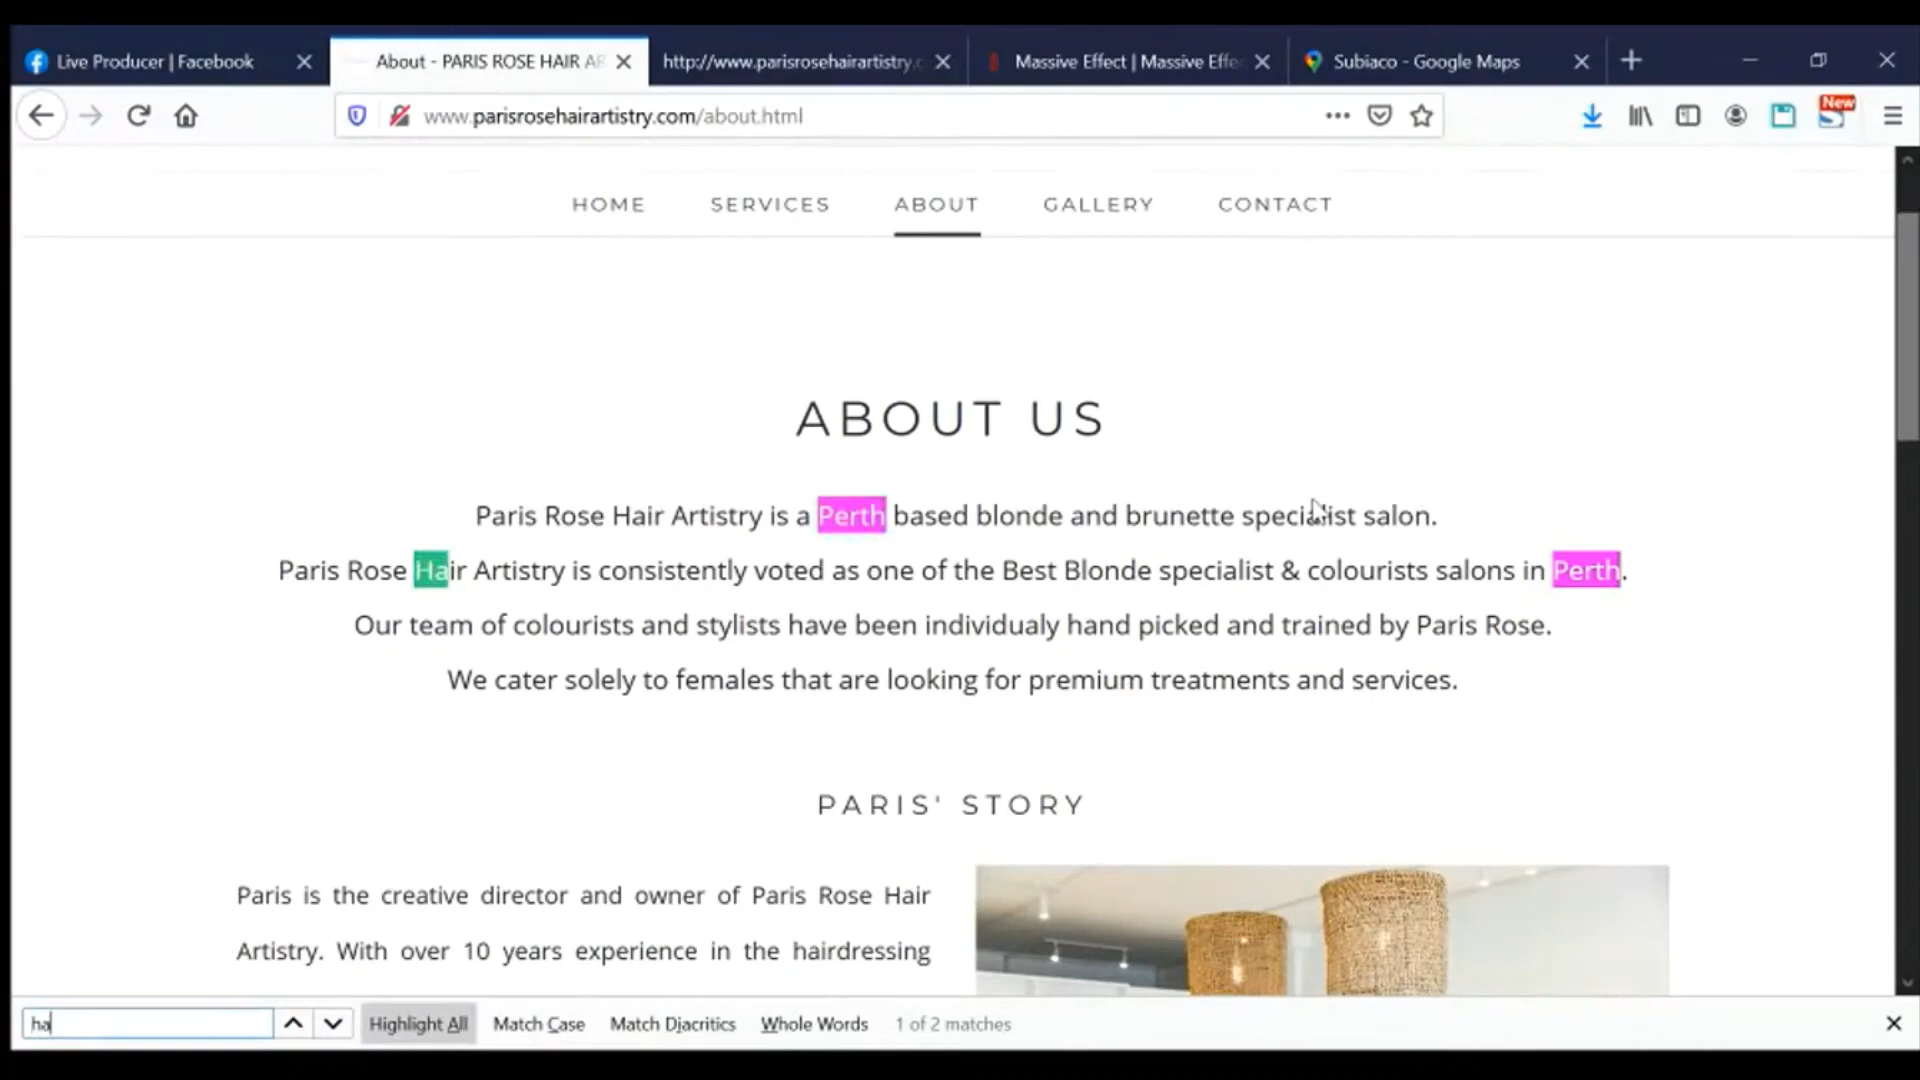 Live Producer | Facebook
About - PARIS ROSE HAIR AR
http://www.parisrosehairartistry.c
Massive Effect | Massive Effe
Subiaco - Google Maps
www.parisrosehairartistry.com/about.html
New
HOME SERVICES ABOUT GALLERY CONTACT
ABOUT US
Paris Rose Hair Artistry is a Perth based blonde and brunette specialist salon.
Paris Rose Hair Artistry is consistently voted as one of the Best Blonde specialist & colourists salons in Perth.
Our team of colourists and stylists have been individualy hand picked and trained by Paris Rose.
We cater solely to females that are looking for premium treatments and services.
PARIS' STORY
Paris is the creative director and owner of Paris Rose Hair
Artistry. With over 10 years experience in the hairdressing
ha Highlight All Match Case Match Diacritics Whole Words 1 of 2 matches